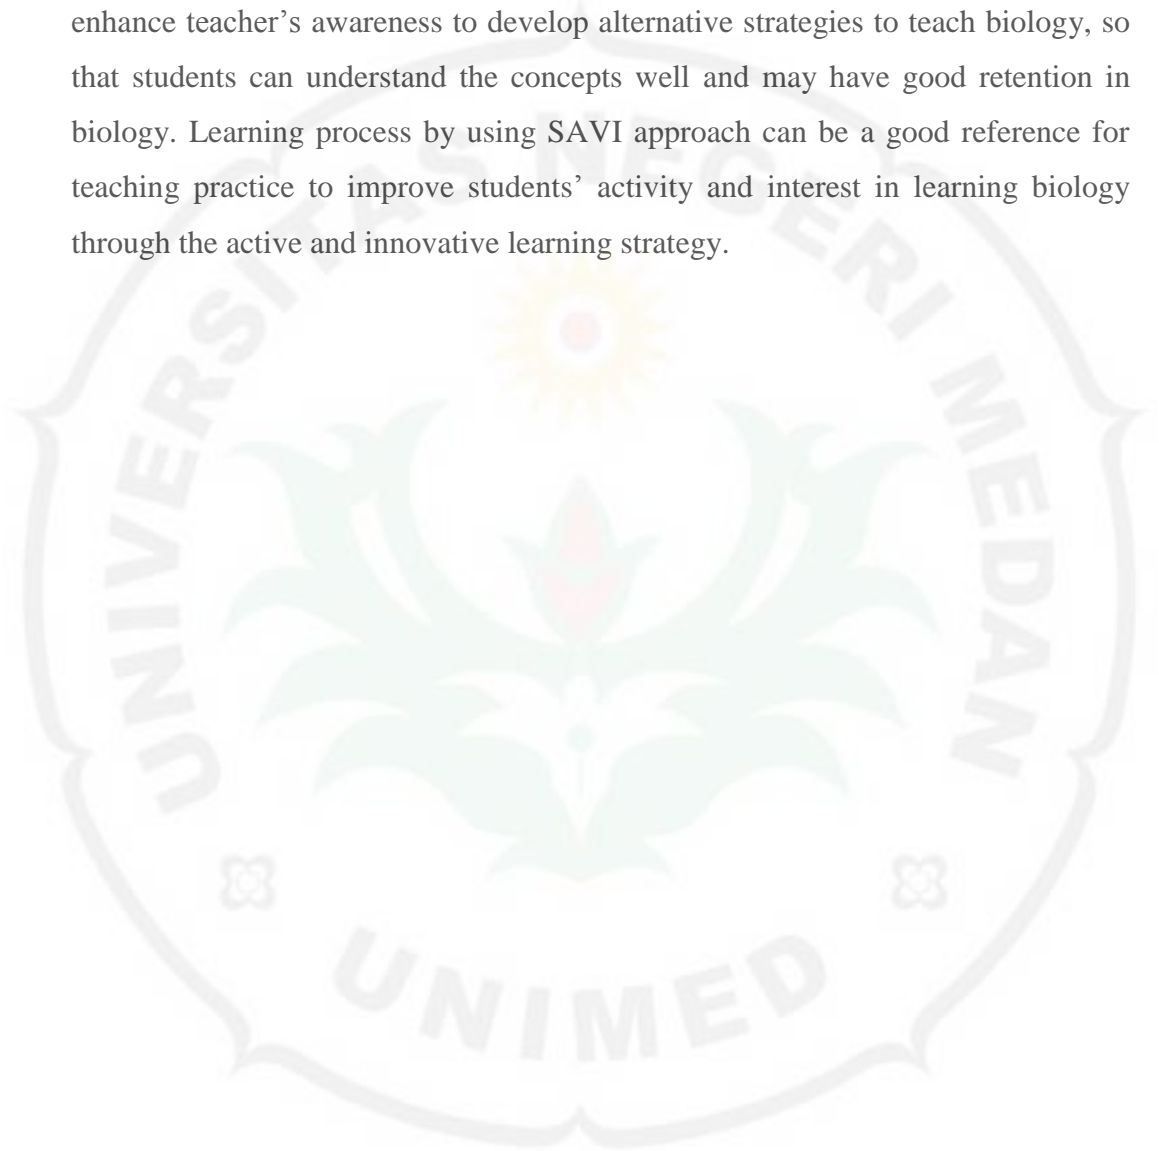 enhance teacher’s awareness to develop alternative strategies to teach biology, so
that students can understand the concepts well and may have good retention in
biology. Learning process by using SAVI approach can be a good reference for
teaching practice to improve students’ activity and interest in learning biology
through the active and innovative learning strategy.
UNIVERSITAS NEGERI MEDAN
UNIMED